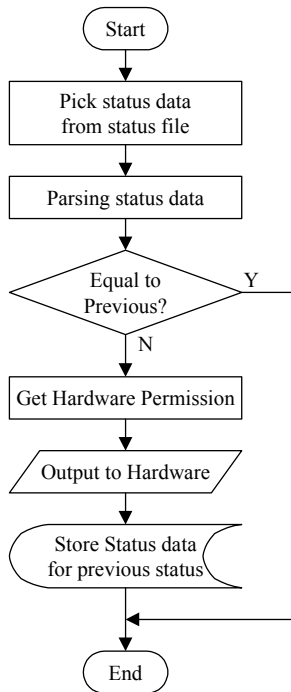 Start
Pick status data
from status file
Parsing status data
Equal to
Previous?
Y
N
Get Hardware Permission
Output to Hardware
Store Status data
for previous status
End